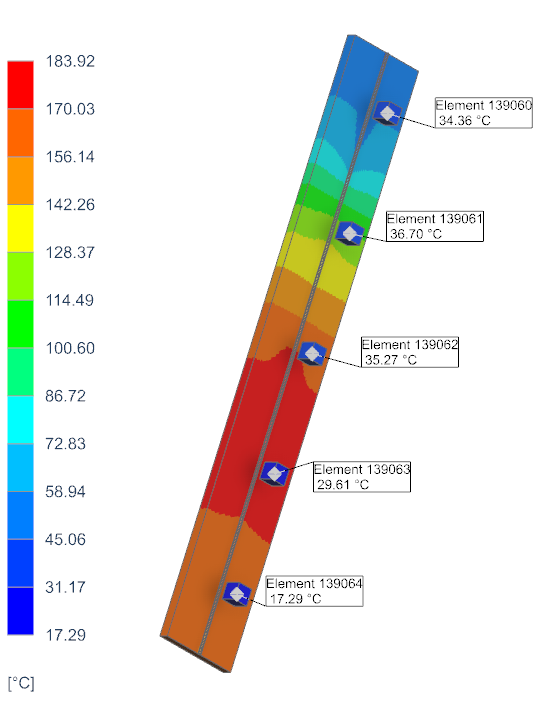 183.92
170.03
156.14
142.26
128.37
114.49
100.60
86.72
72.83
58.94
45.06
31.17
17.29
[°C]
Element 139060
34.36 °C
Element 139061
36.70 °C
Element 139062
35.27 °C
Element 139063
29.61 °C
Element 139064
17.29 °C